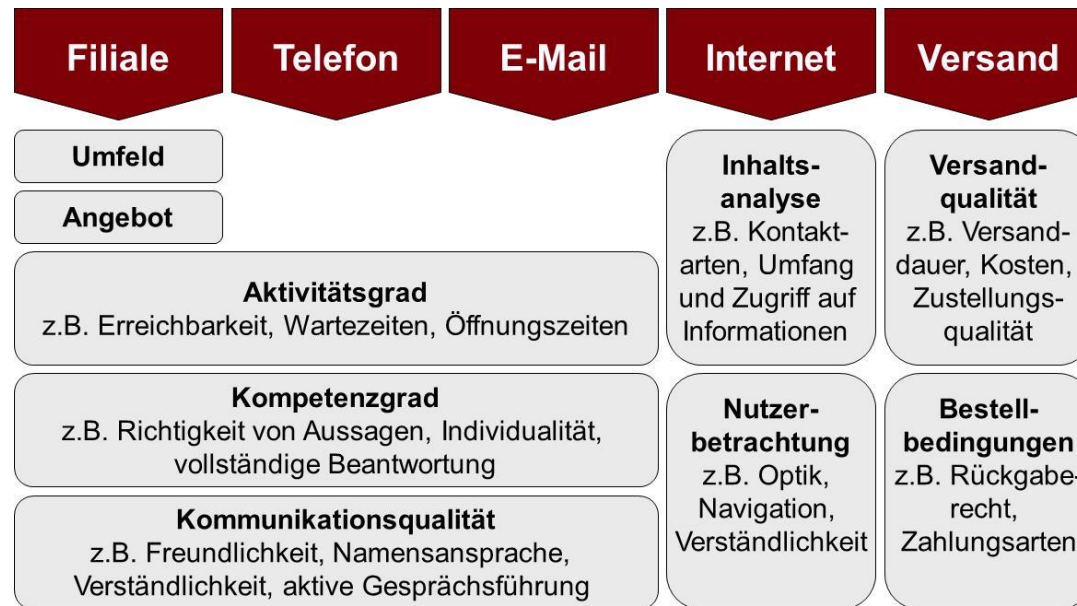 Filiale
Telefon
E-Mail
Internet
Versand
Umfeld
Angebot
Aktivitätsgrad
z.B. Erreichbarkeit, Wartezeiten, Öffnungszeiten
Kompetenzgrad
z.B. Richtigkeit von Aussagen, Individualität,
vollständige Beantwortung
Kommunikationsqualität
z.B. Freundlichkeit, Namensansprache,
Verständlichkeit, aktive Gesprächsführung
Inhalts-
analyse
z.B. Kontakt-
arten, Umfang
und Zugriff auf
Informationen
Nutzer-
betrachtung
z.B. Optik,
Navigation,
Verständlichkeit
Versand-
qualität
z.B. Versand-
dauer, Kosten,
Zustellungs-
qualität
Bestell-
bedingungen
z.B. Rückgabe-
recht,
Zahlungsarten